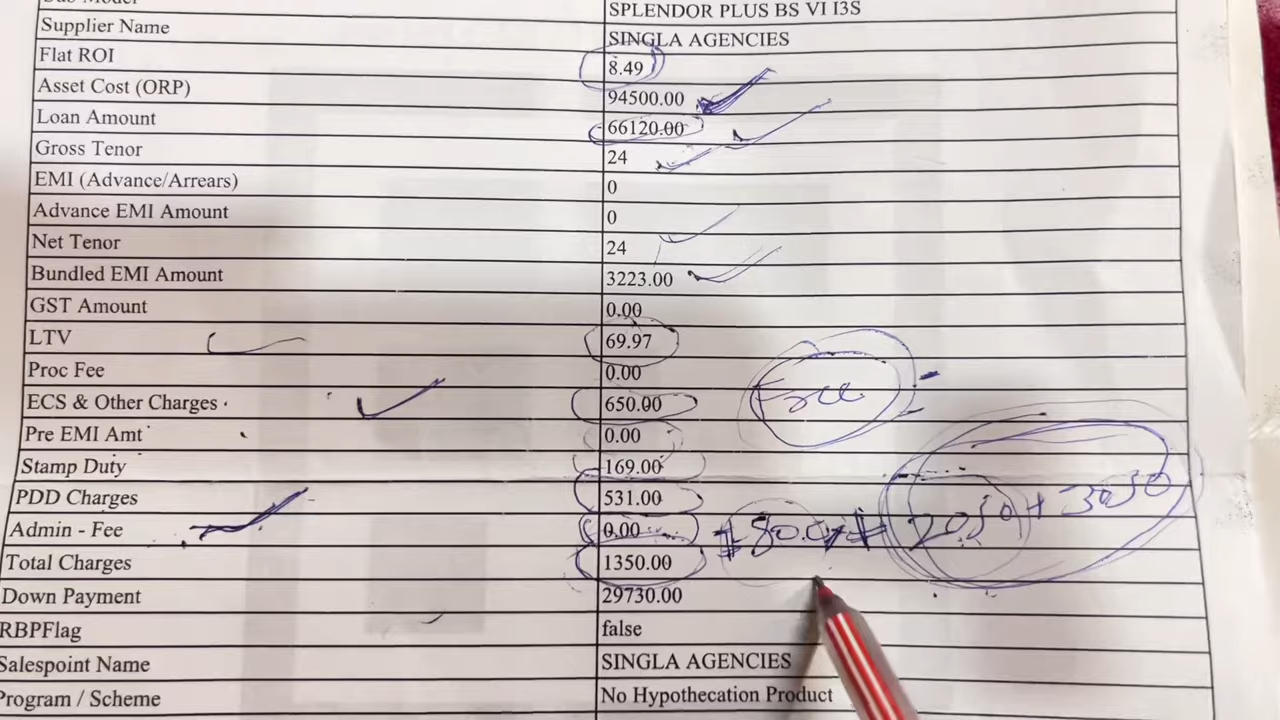 Sub Model SPLENDOR PLUS BS VI I3S
Supplier Name SINGLA AGENCIES
Flat ROI 8.49
Asset Cost (ORP) 94500.00
Loan Amount 66120.00
Gross Tenor 24
EMI (Advance/Arrears) 0
Advance EMI Amount 0
Net Tenor 24
Bundled EMI Amount 3223.00
GST Amount 0.00
LTV 69.97
Proc Fee 0.00 Free
ECS & Other Charges 650.00
Pre EMI Amt 0.00
Stamp Duty 169.00
PDD Charges 531.00
Admin - Fee 0.00 2050 + 3050
Total Charges 1350.00
Down Payment 29730.00
RBPFlag false
Salespoint Name SINGLA AGENCIES
Program / Scheme No Hypothecation Product